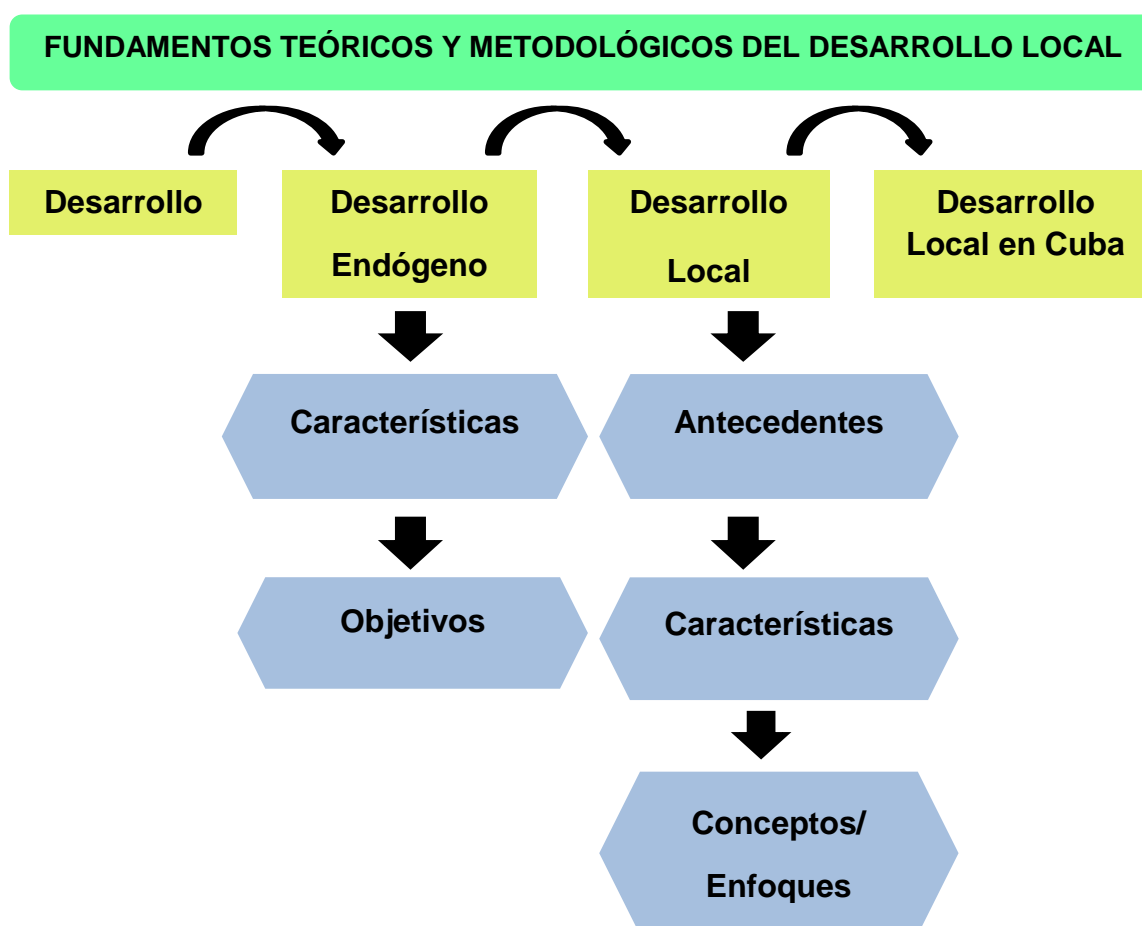 FUNDAMENTOS TEÓRICOS Y METODOLÓGICOS DEL DESARROLLO LOCAL
Desarrollo
Desarrollo
Endógeno
Desarrollo
Local
Desarrollo
Local en Cuba
Características
Antecedentes
Objetivos
Características
Conceptos/
Enfoques